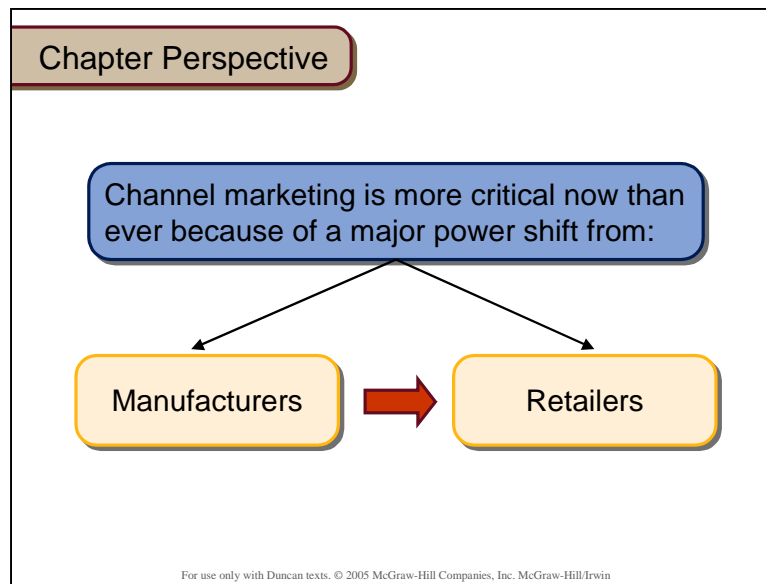 Chapter Perspective
Channel marketing is more critical now than
ever because of a major power shift from:
Manufacturers
Retailers
For use only with Duncan texts. © 2005 McGraw-Hill Companies, Inc. McGraw-Hill/Irwin